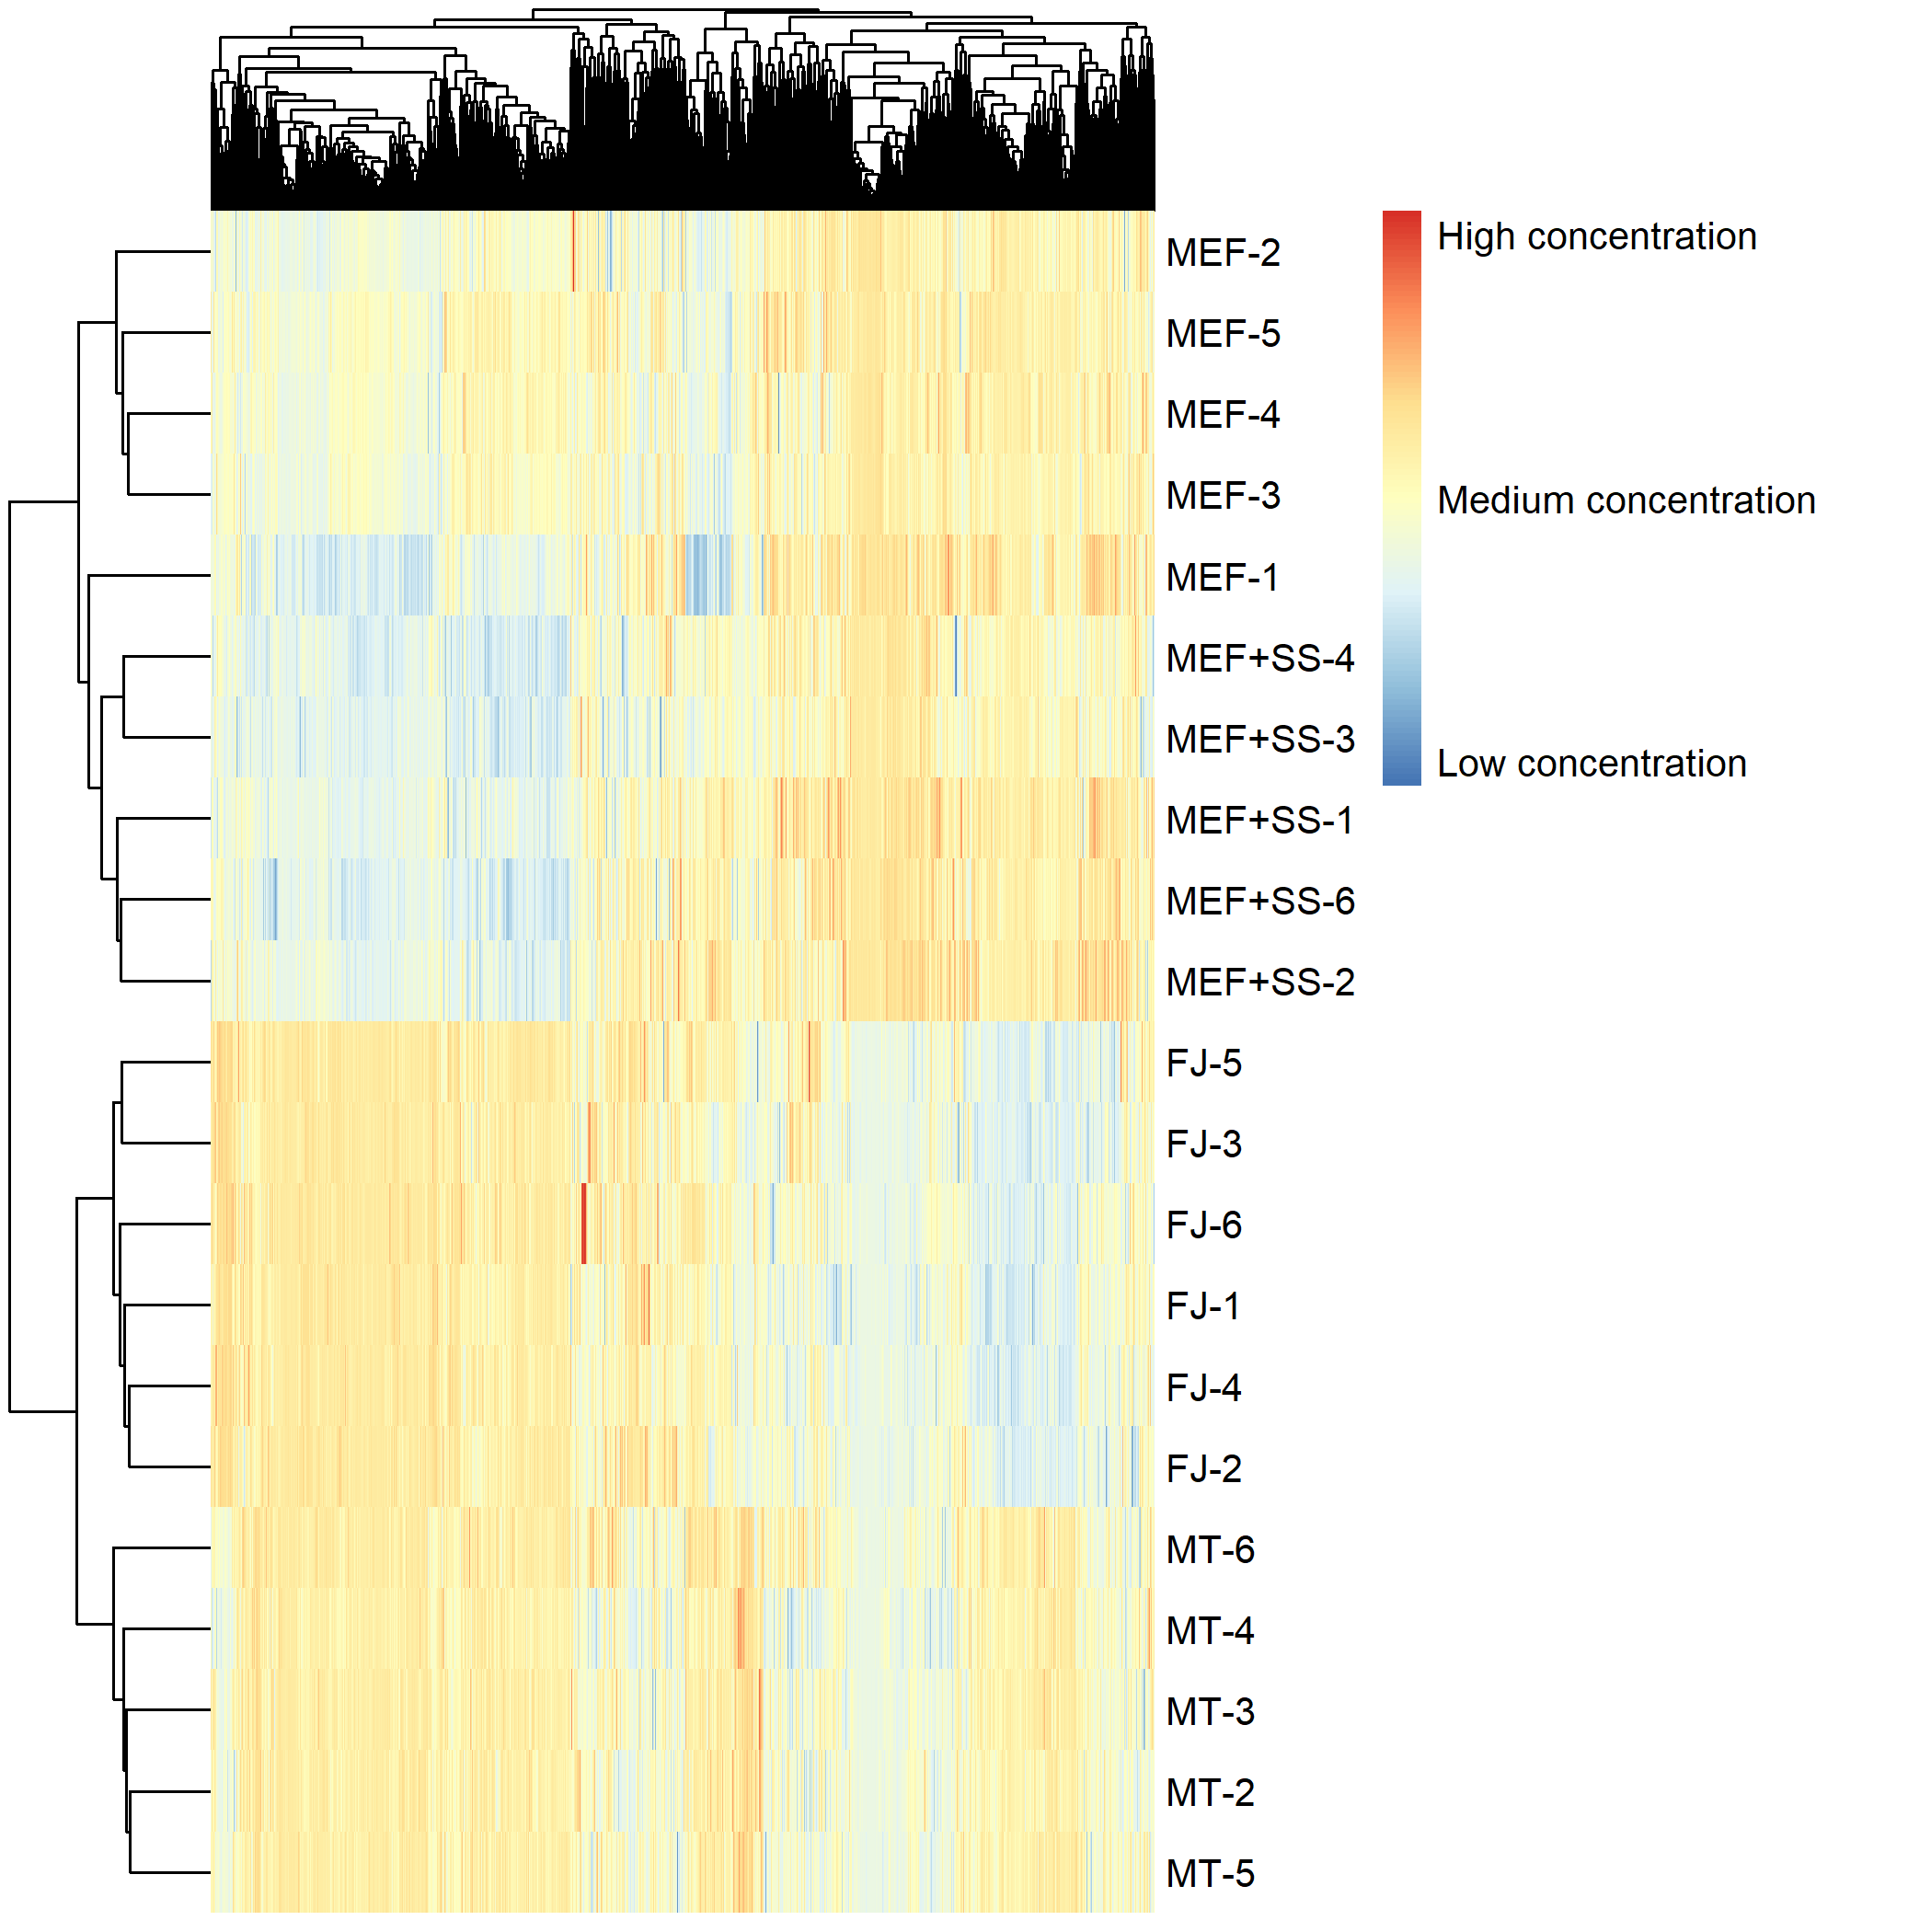 MEF-2
MEF-5
MEF-4
MEF-3
MEF-1
MEF+SS-4
MEF+SS-3
MEF+SS-1
MEF+SS-6
MEF+SS-2
FJ-5
FJ-3
FJ-6
FJ-1
FJ-4
FJ-2
MT-6
MT-4
MT-3
MT-2
MT-5
High concentration
Medium concentration
Low concentration